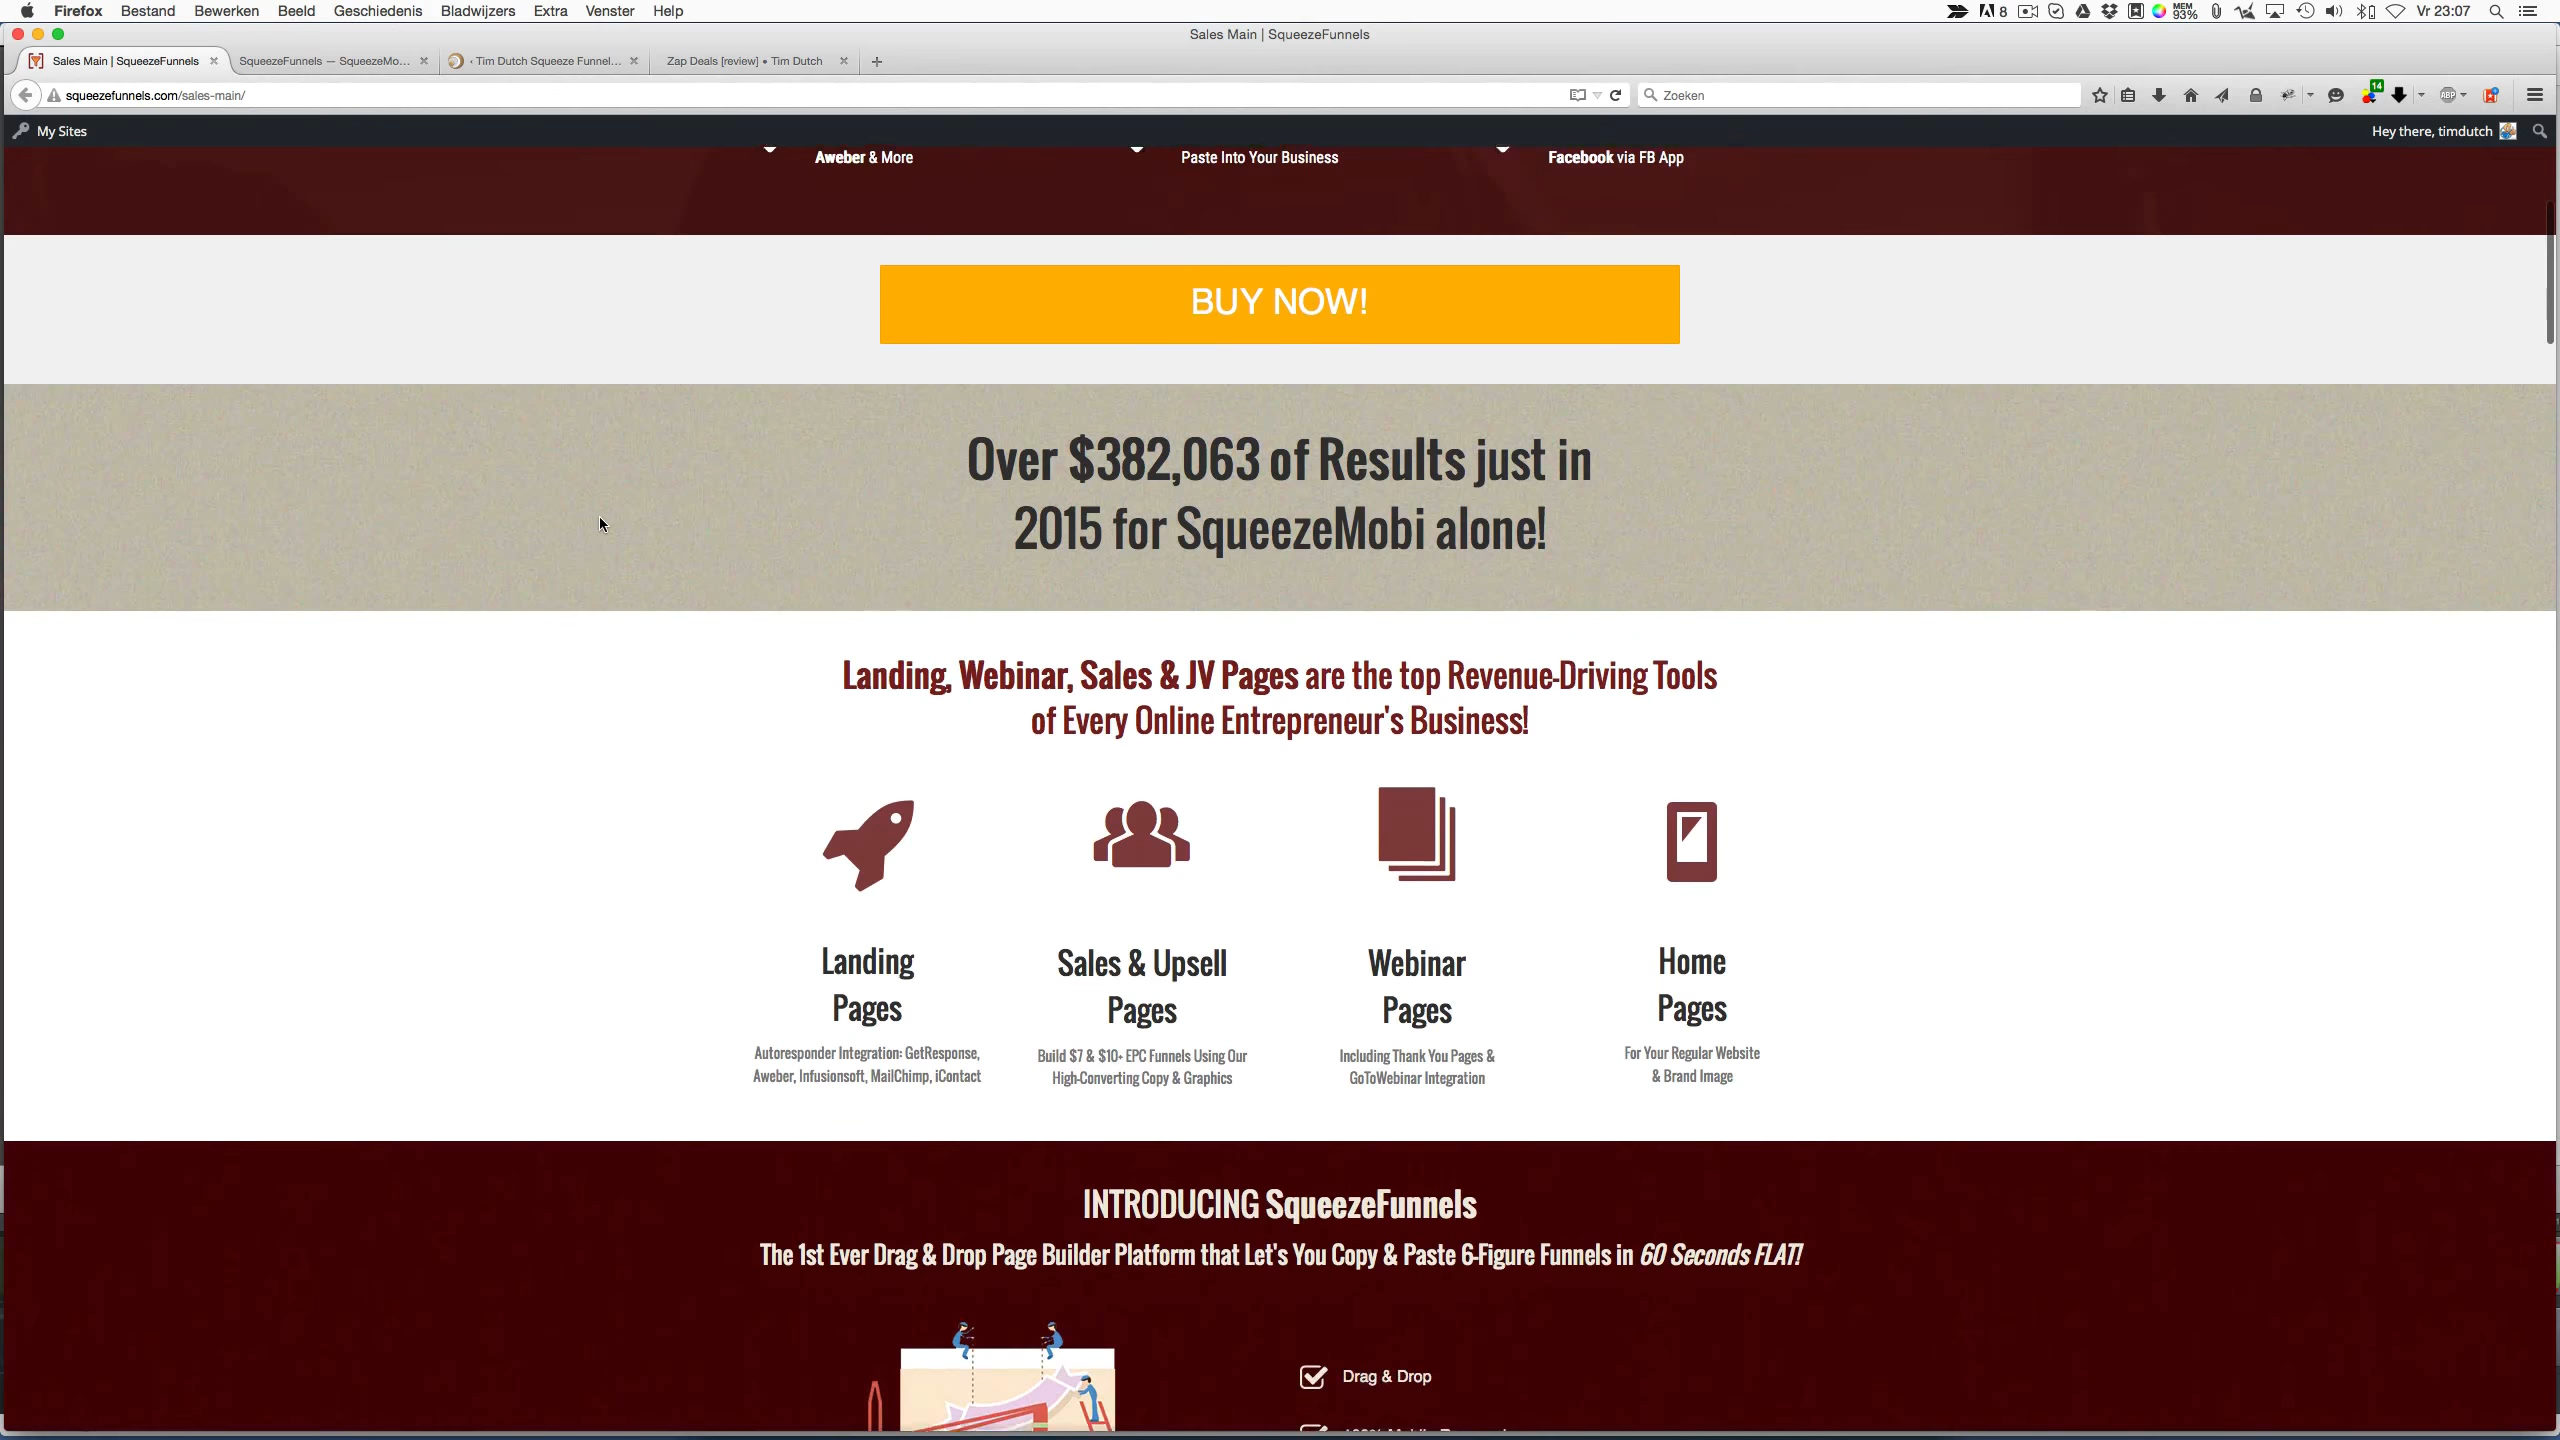 Firefox Bestand Bewerken Beeld Geschiedenis Bladwijzers Extra Venster Help
8 MEM 93% Vr 23:07
Sales Main | SqueezeFunnels
Sales Main | SqueezeFunnels
SqueezeFunnels — SqueezeMo...
‹ Tim Dutch Squeeze Funnel...
Zap Deals [review] • Tim Dutch
squeezefunnels.com/sales-main/
Zoeken
14
ABP
My Sites
Hey there, timdutch
Aweber & More
Paste Into Your Business
Facebook via FB App
BUY NOW!
Over $382,063 of Results just in
2015 for SqueezeMobi alone!
Landing, Webinar, Sales & JV Pages are the top Revenue-Driving Tools
of Every Online Entrepreneur's Business!
Landing
Pages
Autoresponder Integration: GetResponse,
Aweber, Infusionsoft, MailChimp, iContact
Sales & Upsell
Pages
Build $7 & $10+ EPC Funnels Using Our
High-Converting Copy & Graphics
Webinar
Pages
Including Thank You Pages &
GoToWebinar Integration
Home
Pages
For Your Regular Website
& Brand Image
INTRODUCING SqueezeFunnels
The 1st Ever Drag & Drop Page Builder Platform that Let's You Copy & Paste 6-Figure Funnels in 60 Seconds FLAT!
Drag & Drop